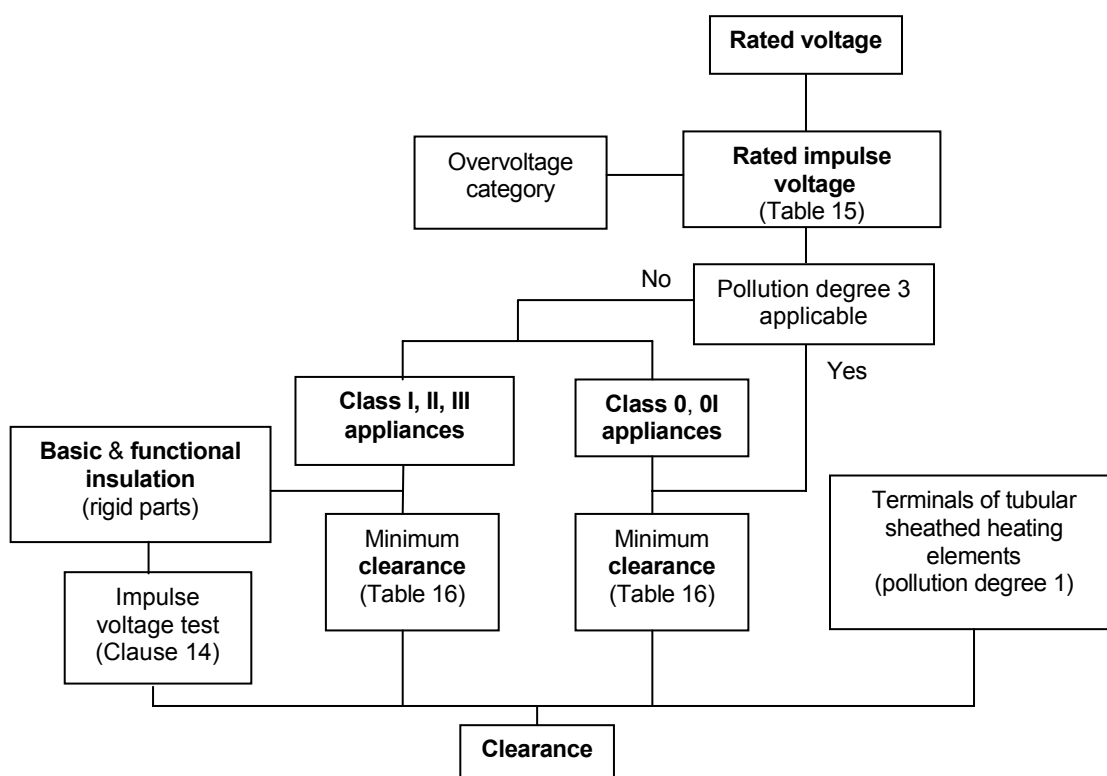 Rated voltage
Overvoltage
category
Rated impulse
voltage
(Table 15)
No
Pollution degree 3
applicable
Yes
Class I, II, III
appliances
Class 0, 0I
appliances
Basic & functional
insulation
(rigid parts)
Terminals of tubular
sheathed heating
elements
(pollution degree 1)
Minimum
clearance
(Table 16)
Minimum
clearance
(Table 16)
Impulse
voltage test
(Clause 14)
Clearance